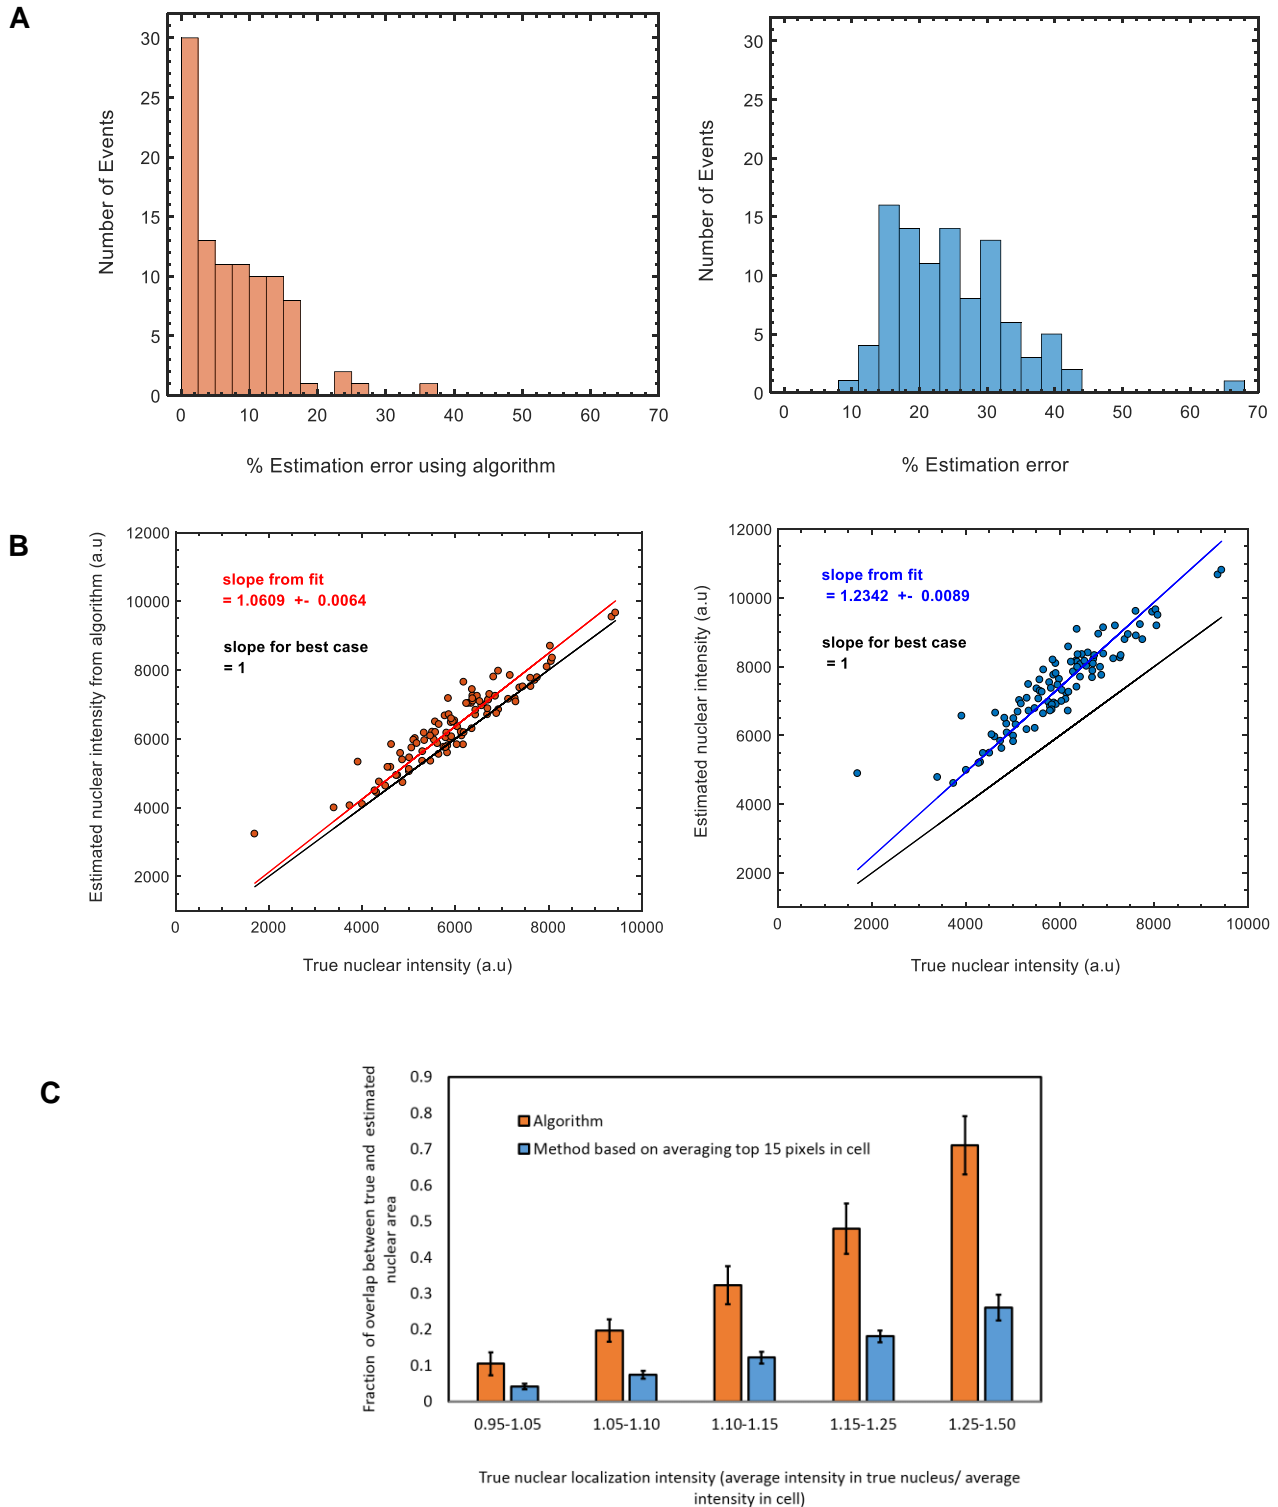 A
30
25
20
15
10
5
0
Number of Events
0 10 20 30 40 50 60 70
% Estimation error using algorithm
30
25
20
15
10
5
0
Number of Events
0 10 20 30 40 50 60 70
% Estimation error
B
12000
10000
8000
6000
4000
2000
Estimated nuclear intensity from algorithm (a.u)
slope from fit
= 1.0609 +- 0.0064
slope for best case
= 1
0 2000 4000 6000 8000 10000
True nuclear intensity (a.u)
12000
10000
8000
6000
4000
2000
Estimated nuclear intensity (a.u)
slope from fit
= 1.2342 +- 0.0089
slope for best case
= 1
0 2000 4000 6000 8000 10000
True nuclear intensity (a.u)
C
0.9
0.8
0.7
0.6
0.5
0.4
0.3
0.2
0.1
0
Fraction of overlap between true and estimated
nuclear area
Algorithm
Method based on averaging top 15 pixels in cell
0.95-1.05 1.05-1.10 1.10-1.15 1.15-1.25 1.25-1.50
True nuclear localization intensity (average intensity in true nucleus/ average
intensity in cell)